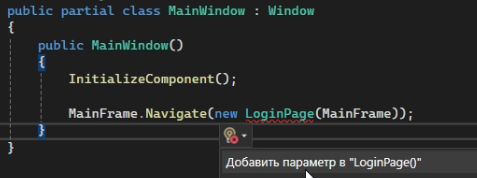 public partial class MainWindow : Window
{
public MainWindow()
{
InitializeComponent();
MainFrame.Navigate(new LoginPage(MainFrame));
}
}
Добавить параметр в "LoginPage()"